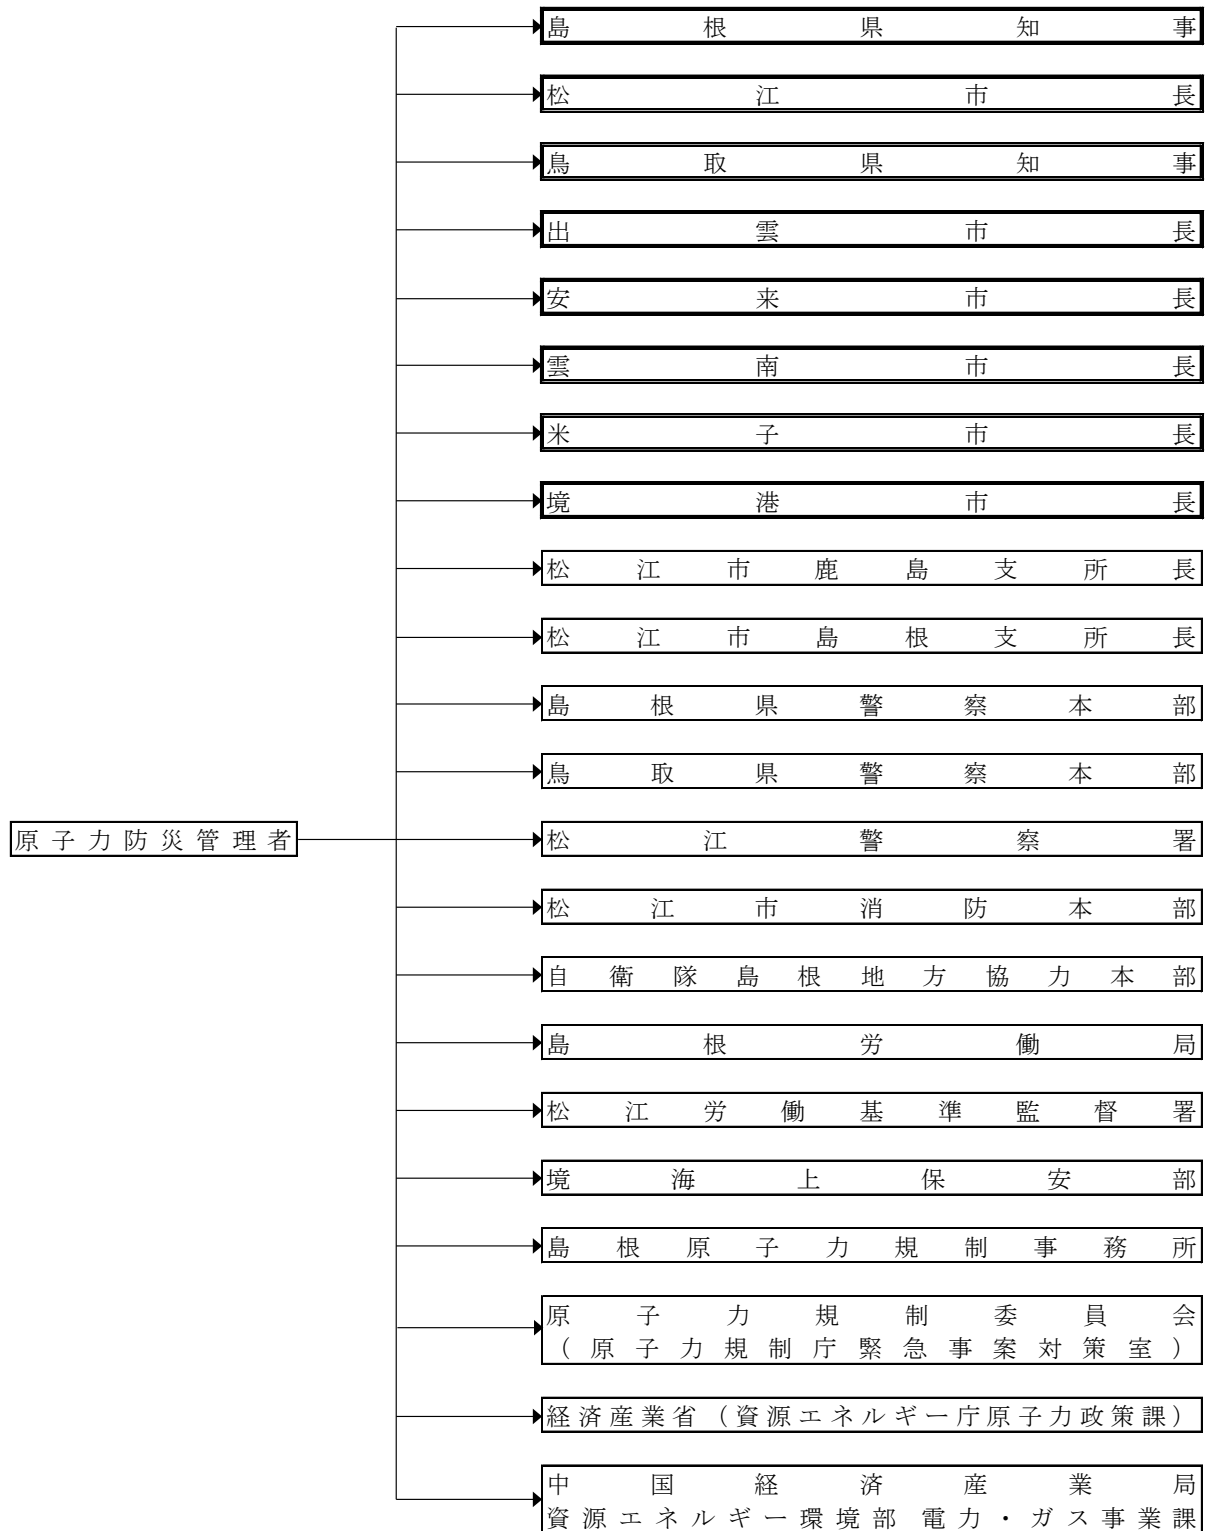 島根県知事
松江市長
鳥取県知事
出雲市長
安来市長
雲南市長
米子市長
境港市長
松江市鹿島支所長
松江市島根支所長
島根県警察本部
鳥取県警察本部
原子力防災管理者
松江警察署
松江市消防本部
自衛隊島根地方協力本部
島根労働局
松江労働基準監督署
境海上保安部
島根原子力規制事務所
原子力規制委員会
（原子力規制庁緊急事案対策室）
経済産業省（資源エネルギー庁原子力政策課）
中国経済産業局
資源エネルギー環境部 電力・ガス事業課